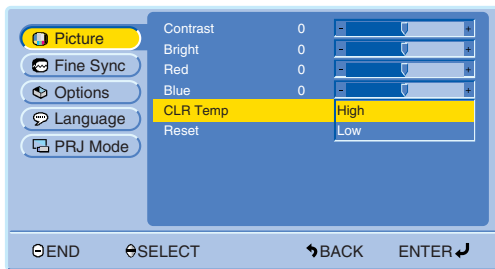 Picture
Fine Sync
Options
Language
PRJ Mode
Contrast 0 - +
Bright 0 - +
Red 0 - +
Blue 0 - +
CLR Temp High
Reset Low
END SELECT BACK ENTER